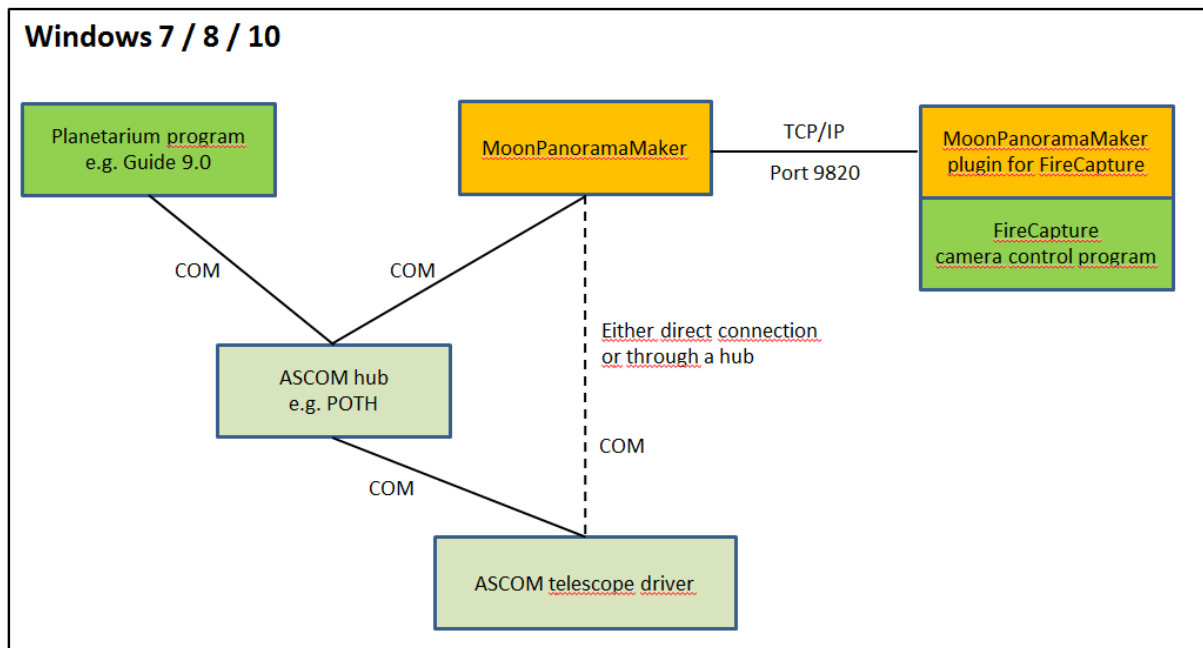 Windows 7 / 8 / 10
Planetarium program
e.g. Guide 9.0
MoonPanoramaMaker
TCP/IP
Port 9820
MoonPanoramaMaker
plugin for FireCapture
FireCapture
camera control program
COM
COM
Either direct connection
or through a hub
ASCOM hub
e.g. POTH
COM
COM
ASCOM telescope driver